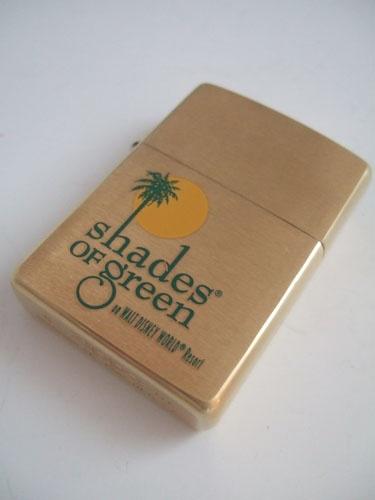 shades®
OF green
on WALT DISNEY WORLD® Resort